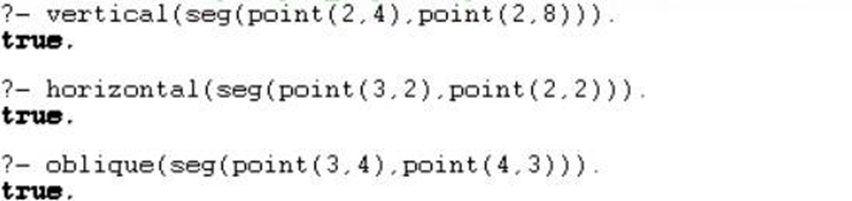 ?- vertical(seg(point(2,4),point(2,8))).
true.
?- horizontal(seg(point(3,2),point(2,2))).
true.
?- oblique(seg(point(3,4),point(4,3))).
true.